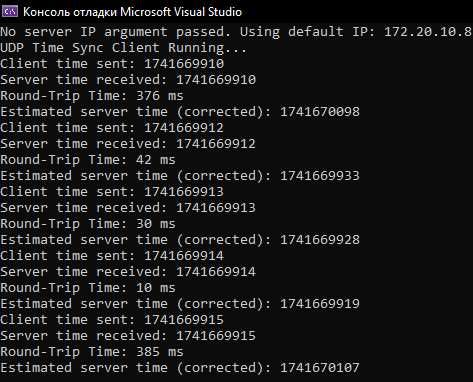 Консоль отладки Microsoft Visual Studio
No server IP argument passed. Using default IP: 172.20.10.8
UDP Time Sync Client Running...
Client time sent: 1741669910
Server time received: 1741669910
Round-Trip Time: 376 ms
Estimated server time (corrected): 1741670098
Client time sent: 1741669912
Server time received: 1741669912
Round-Trip Time: 42 ms
Estimated server time (corrected): 1741669933
Client time sent: 1741669913
Server time received: 1741669913
Round-Trip Time: 30 ms
Estimated server time (corrected): 1741669928
Client time sent: 1741669914
Server time received: 1741669914
Round-Trip Time: 10 ms
Estimated server time (corrected): 1741669919
Client time sent: 1741669915
Server time received: 1741669915
Round-Trip Time: 385 ms
Estimated server time (corrected): 1741670107